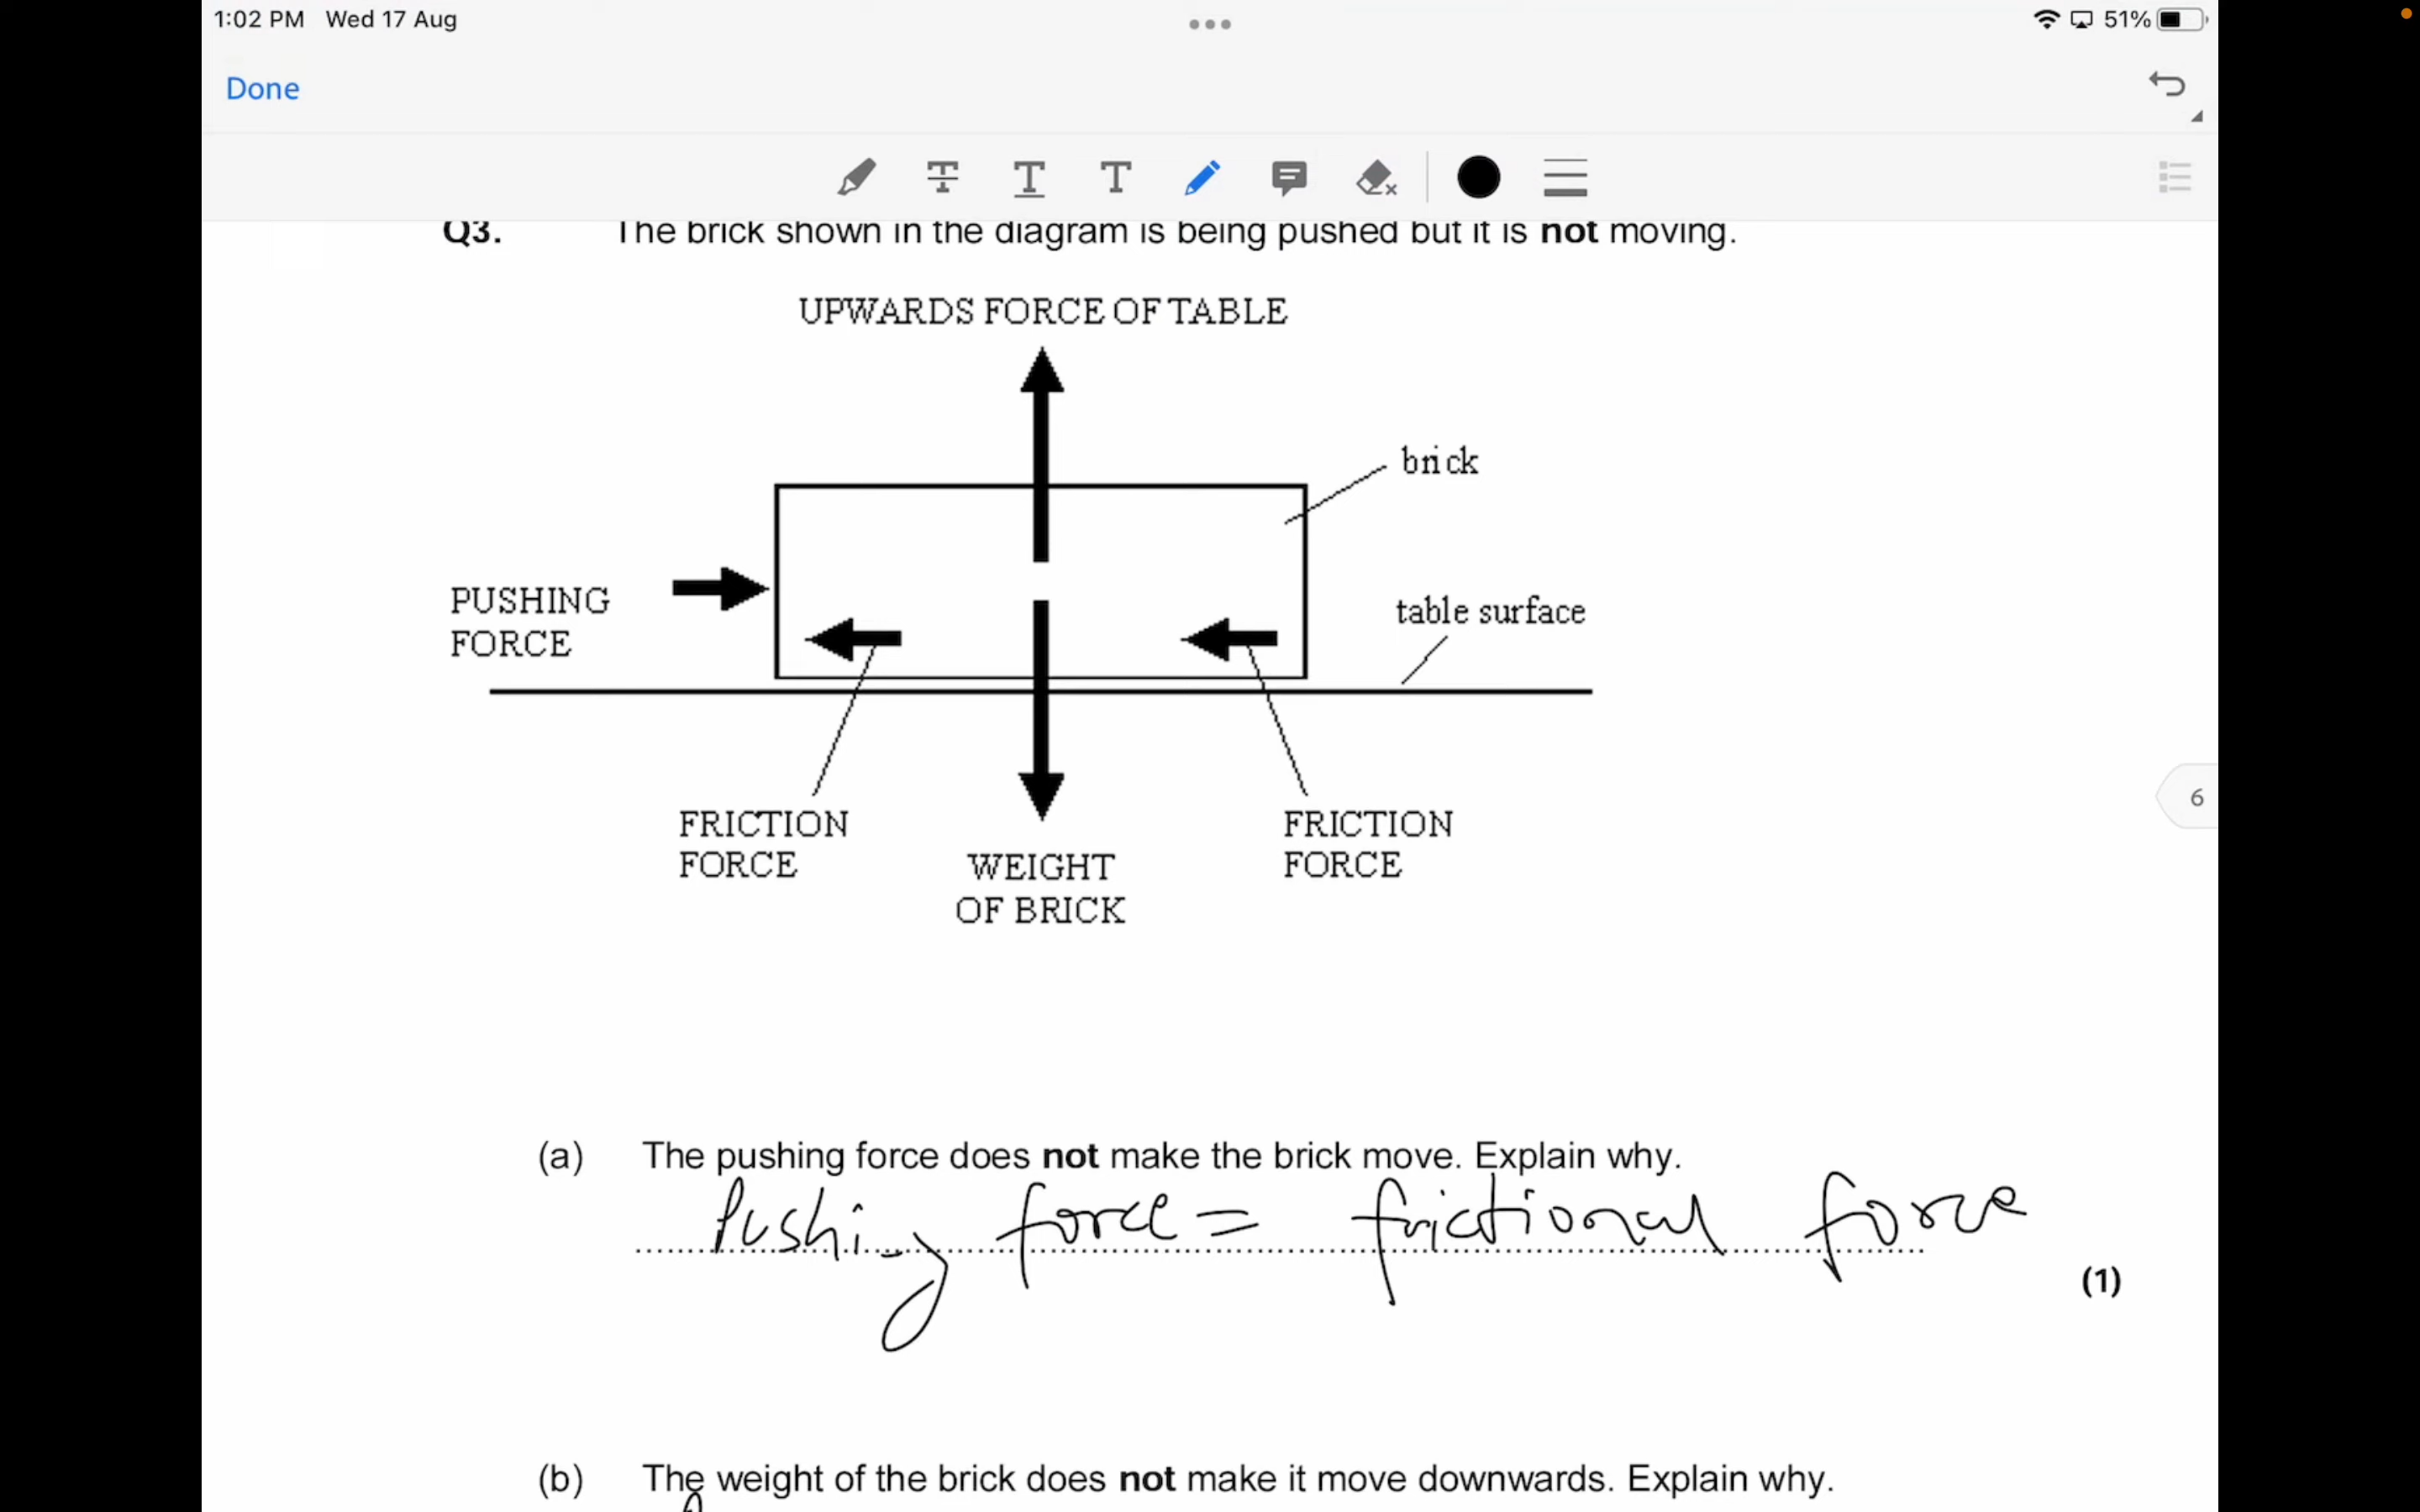 1:02 PM Wed 17 Aug
51%
Done
Q3. The brick shown in the diagram is being pushed but it is not moving.
UPWARDS FORCE OF TABLE
brick
PUSHING
FORCE
table surface
FRICTION
FORCE
WEIGHT
OF BRICK
FRICTION
FORCE
6
(a) The pushing force does not make the brick move. Explain why.
Pushing force = frictional force
(1)
(b) The weight of the brick does not make it move downwards. Explain why.